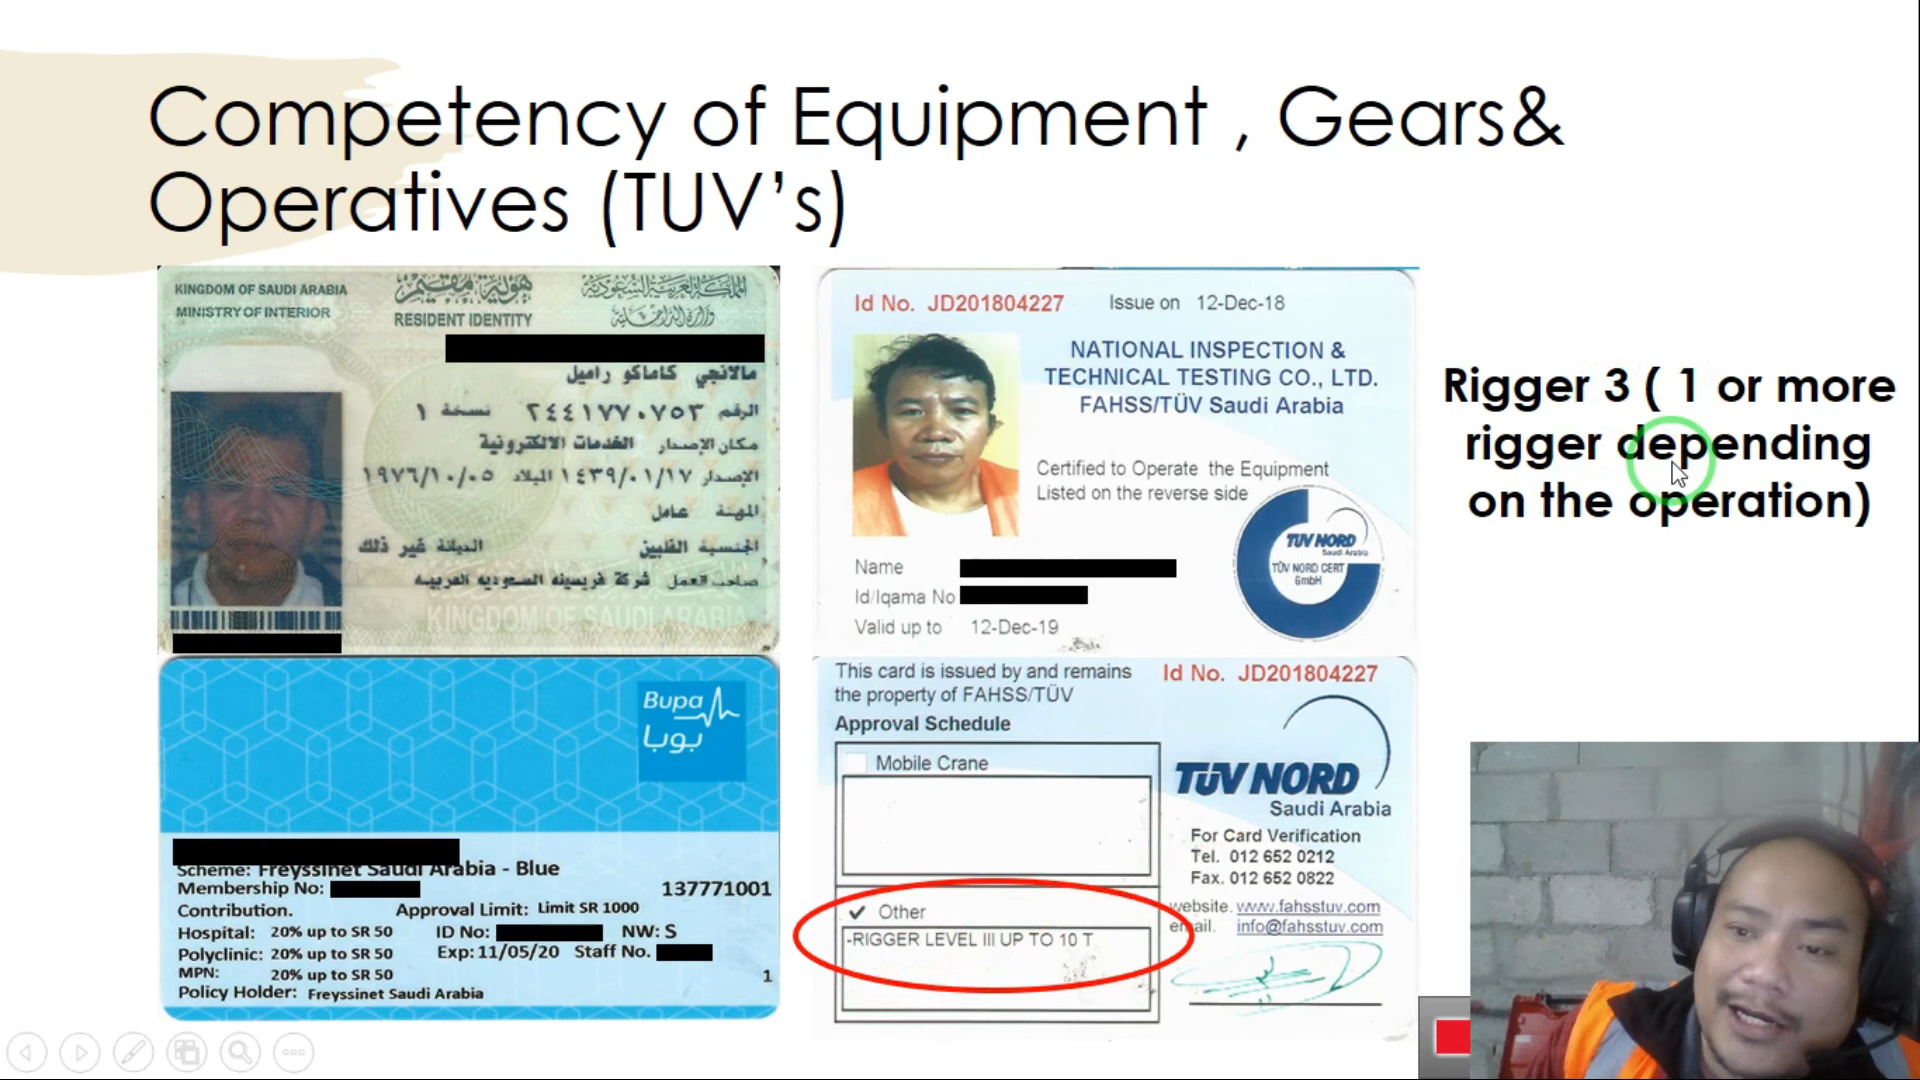 Competency of Equipment , Gears&
Operatives (TUV's)
KINGDOM OF SAUDI ARABIA
MINISTRY OF INTERIOR
هوية مقيم
RESIDENT IDENTITY
المملكة العربية السعودية
وزارة الداخلية
مالانجي كاماكو راميل
الرقم ٢٤٤١٧٧٠٧٥٣ نسخة ١
مكان الإصدار الخدمات الالكترونية
الإصدار ١٤٣٩/٠١/١٧ الميلاد ١٩٧٦/١٠/٠٥
المهنة عامل
الجنسية الفلبين الديانة غير ذلك
صاحب العمل شركة فريسينه السعوديه العربيه
KINGDOM OF SAUDI ARABIA
Bupa
بوبا
Scheme: Freyssinet Saudi Arabia - Blue
Membership No: 137771001
Contribution. Approval Limit: Limit SR 1000
Hospital: 20% up to SR 50 ID No: NW: S
Polyclinic: 20% up to SR 50 Exp: 11/05/20 Staff No.
MPN: 20% up to SR 50 1
Policy Holder: Freyssinet Saudi Arabia
Id No. JD201804227 Issue on 12-Dec-18
NATIONAL INSPECTION &
TECHNICAL TESTING CO., LTD.
FAHSS/TÜV Saudi Arabia
Certified to Operate the Equipment
Listed on the reverse side
TÜV NORD
Saudi Arabia
TÜV NORD CERT
GmbH
Name
Id/Iqama No
Valid up to 12-Dec-19
This card is issued by and remains
the property of FAHSS/TÜV
Id No. JD201804227
Approval Schedule
Mobile Crane
✔ Other
-RIGGER LEVEL III UP TO 10 T
TÜV NORD
Saudi Arabia
For Card Verification
Tel. 012 652 0212
Fax. 012 652 0822
website. www.fahsstuv.com
email. info@fahsstuv.com
Rigger 3 ( 1 or more
rigger depending
on the operation)